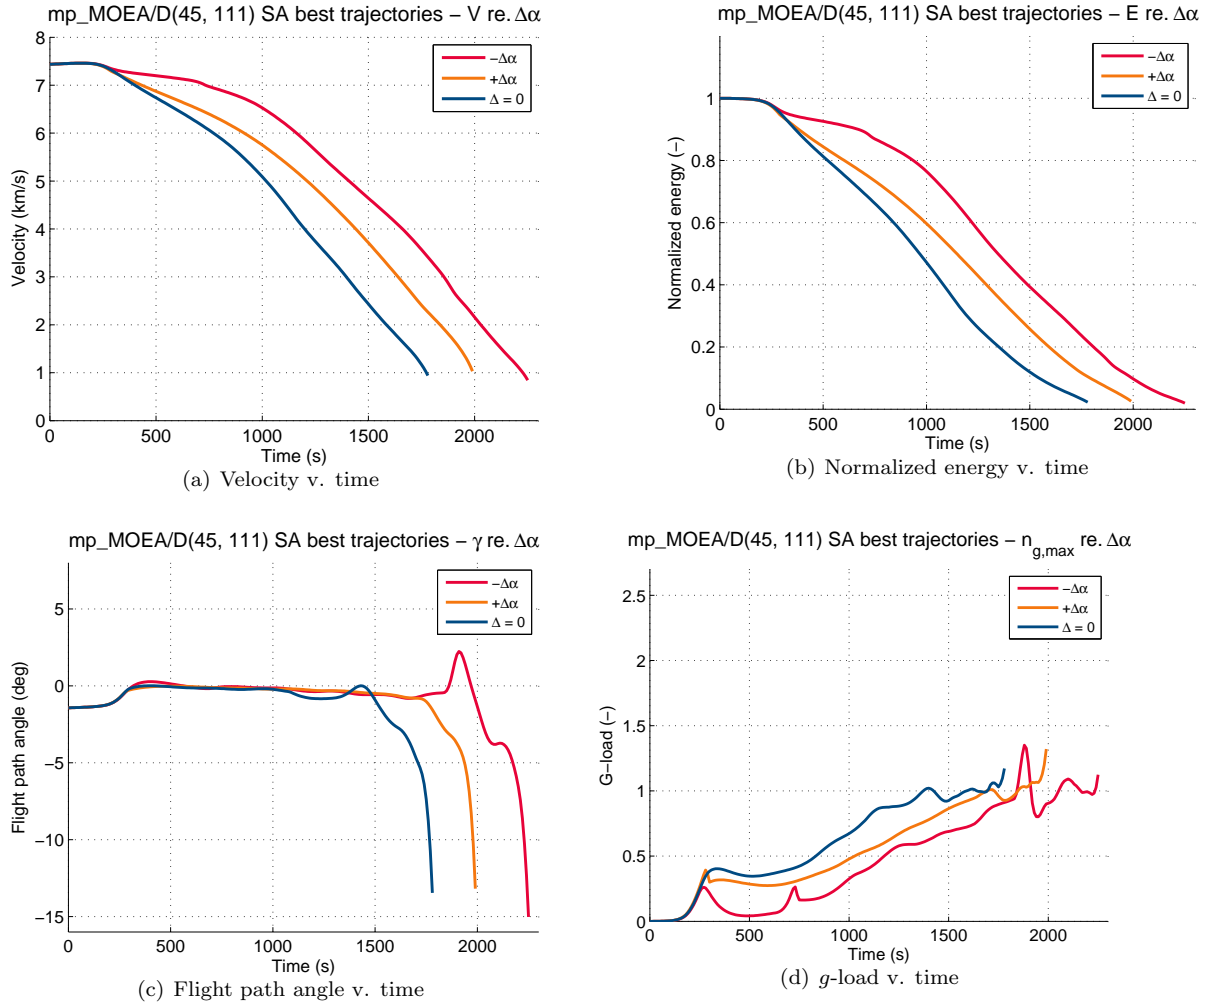 mp_MOEA/D(45, 111) SA best trajectories − V re. Δα
8
7
6
5
4
3
2
1
0
Velocity (km/s)
−Δα
+Δα
Δ = 0
0 500 1000 1500 2000
Time (s)
(a) Velocity v. time
mp_MOEA/D(45, 111) SA best trajectories − E re. Δα
1
0.8
0.6
0.4
0.2
0
Normalized energy (−)
−Δα
+Δα
Δ = 0
0 500 1000 1500 2000
Time (s)
(b) Normalized energy v. time
mp_MOEA/D(45, 111) SA best trajectories − γ re. Δα
5
0
−5
−10
−15
Flight path angle (deg)
−Δα
+Δα
Δ = 0
0 500 1000 1500 2000
Time (s)
(c) Flight path angle v. time
mp_MOEA/D(45, 111) SA best trajectories − n_g,max re. Δα
2.5
2
1.5
1
0.5
0
G−load (−)
−Δα
+Δα
Δ = 0
0 500 1000 1500 2000
Time (s)
(d) g-load v. time